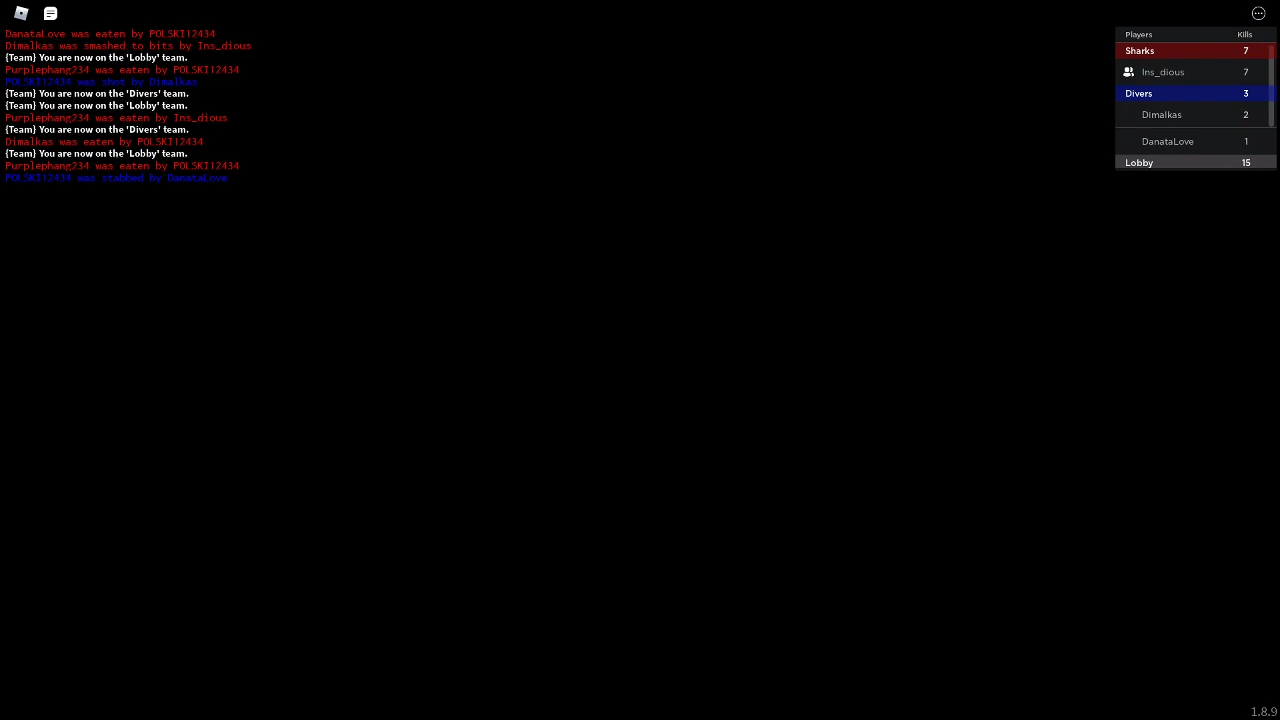 DanataLove was eaten by POLSKI12434
Dimalkas was smashed to bits by Ins_dious
{Team} You are now on the 'Lobby' team.
Purplephang234 was eaten by POLSKI12434
POLSKI12434 was shot by Dimalkas
{Team} You are now on the 'Divers' team.
{Team} You are now on the 'Lobby' team.
Purplephang234 was eaten by Ins_dious
{Team} You are now on the 'Divers' team.
Dimalkas was eaten by POLSKI12434
{Team} You are now on the 'Lobby' team.
Purplephang234 was eaten by POLSKI12434
POLSKI12434 was stabbed by DanataLove
Players Kills
Sharks 7
Ins_dious 7
Divers 3
Dimalkas 2
DanataLove 1
Lobby 15
1.8.9